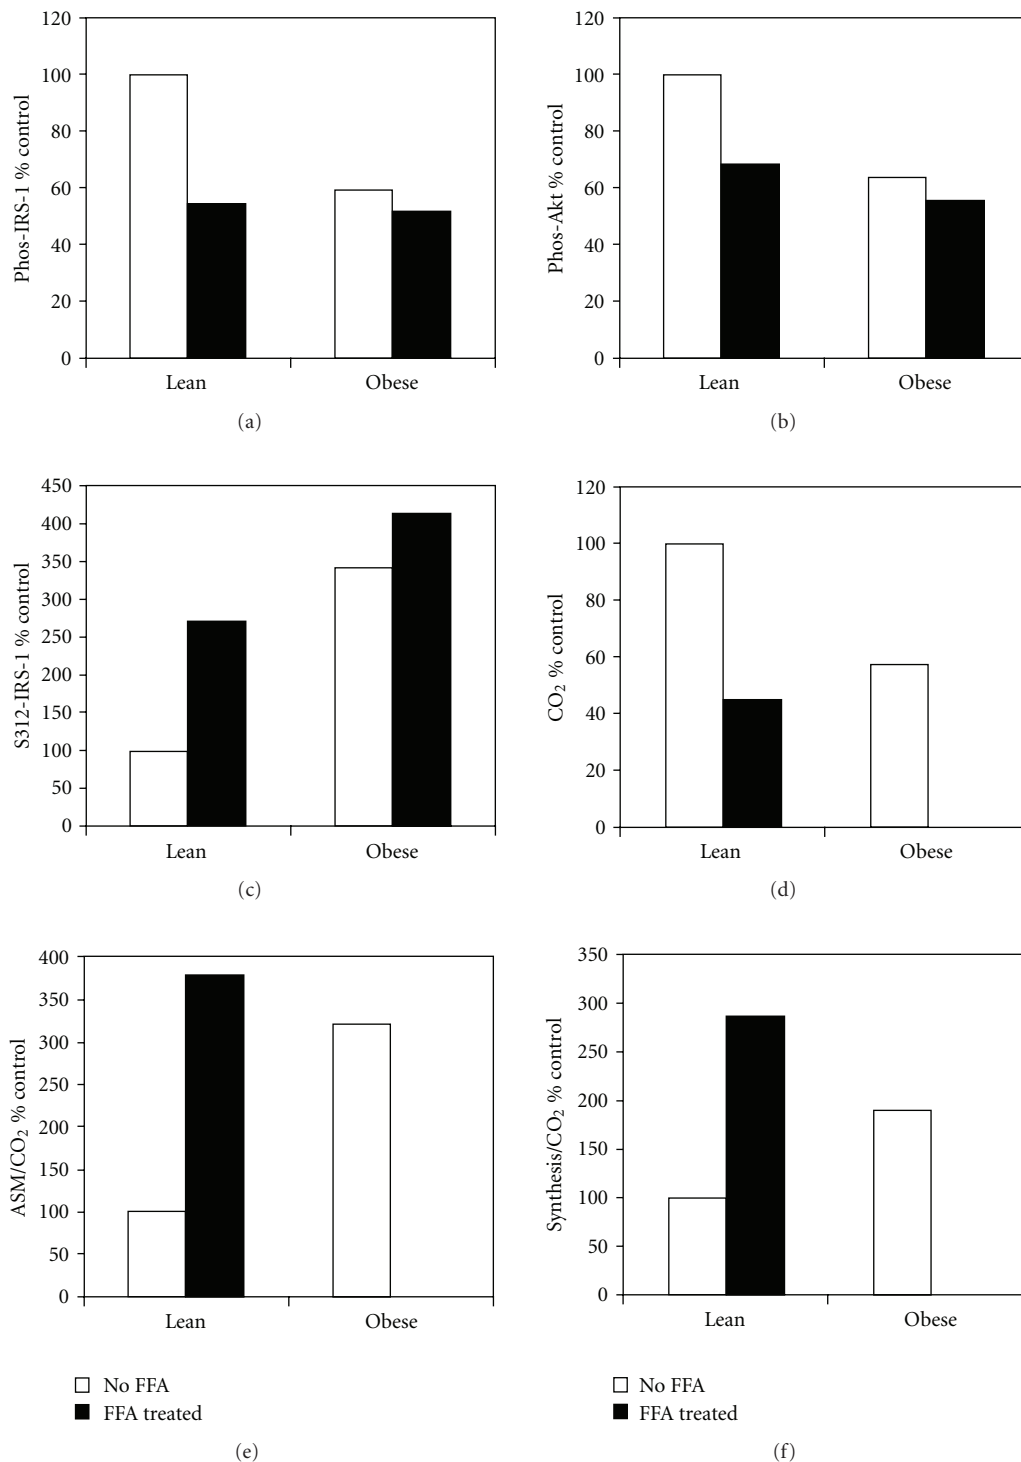 120
100
80
60
40
20
0
Phos-IRS-1 % control
Lean
Obese
(a)
120
100
80
60
40
20
0
Phos-Akt % control
Lean
Obese
(b)
450
400
350
300
250
200
150
100
50
0
S312-IRS-1 % control
Lean
Obese
(c)
120
100
80
60
40
20
0
CO₂ % control
Lean
Obese
(d)
400
350
300
250
200
150
100
50
0
ASM/CO₂ % control
Lean
Obese
No FFA
FFA treated
(e)
350
300
250
200
150
100
50
0
Synthesis/CO₂ % control
Lean
Obese
No FFA
FFA treated
(f)